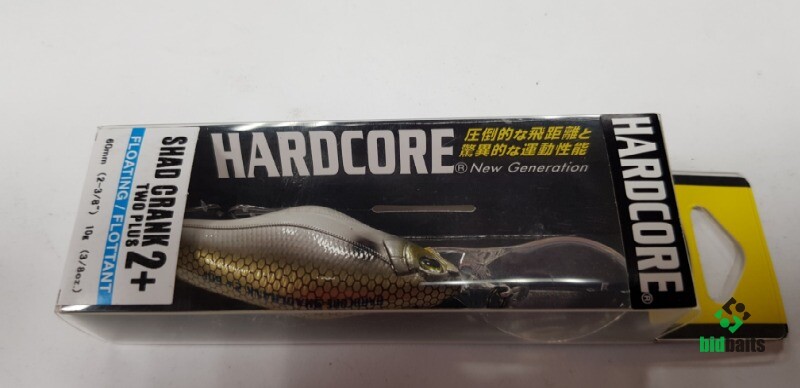 HARDCORE
圧倒的な飛距離と
驚異的な運動性能
® New Generation
HARDCORE®
SHAD CRANK 2+
TWO PLUS
FLOATING / FLOTTANT
60mm (2-3/8") 10g (3/8oz.)
bidbaits